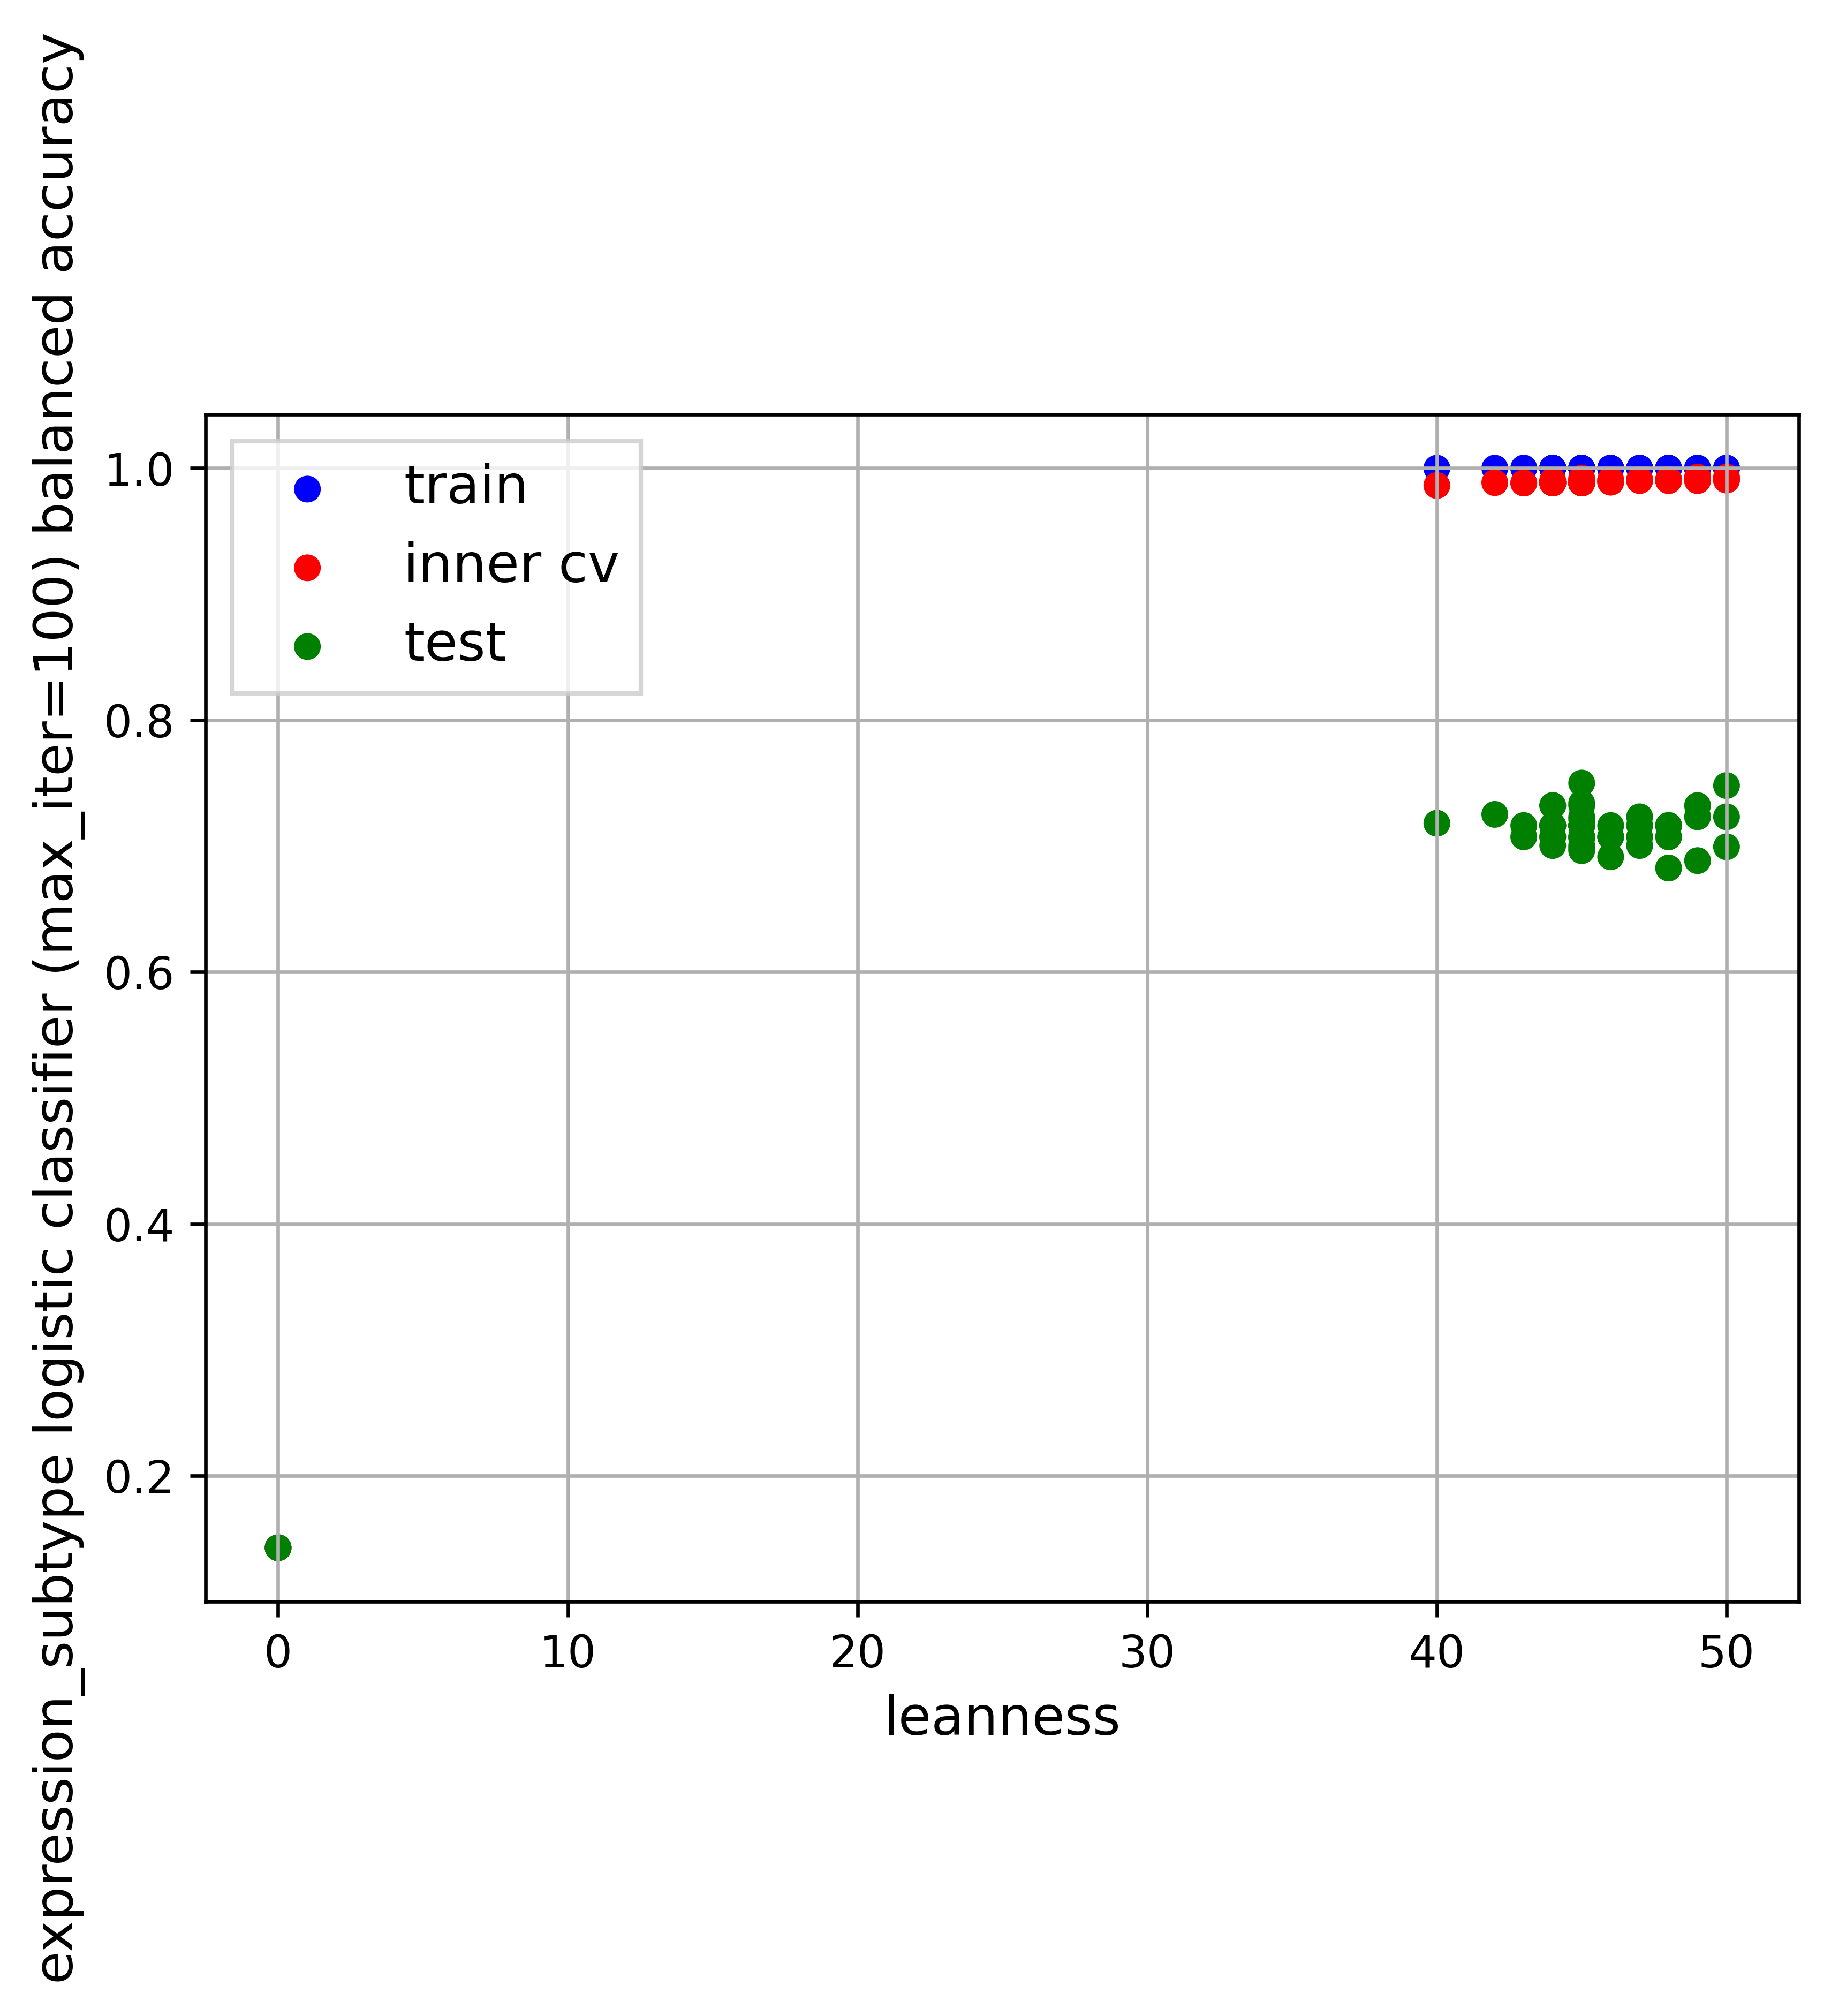 expression_subtype logistic classifier (max_iter=100) balanced accuracy
train
inner cv
test
1.0
0.8
0.6
0.4
0.2
0 10 20 30 40 50
leanness